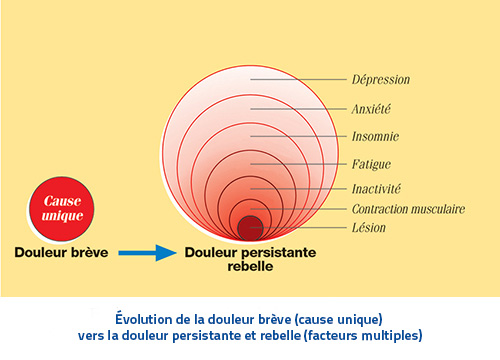 Dépression
Anxiété
Insomnie
Fatigue
Inactivité
Contraction musculaire
Lésion
Cause
unique
Douleur brève
Douleur persistante
rebelle
Évolution de la douleur brève (cause unique)
vers la douleur persistante et rebelle (facteurs multiples)